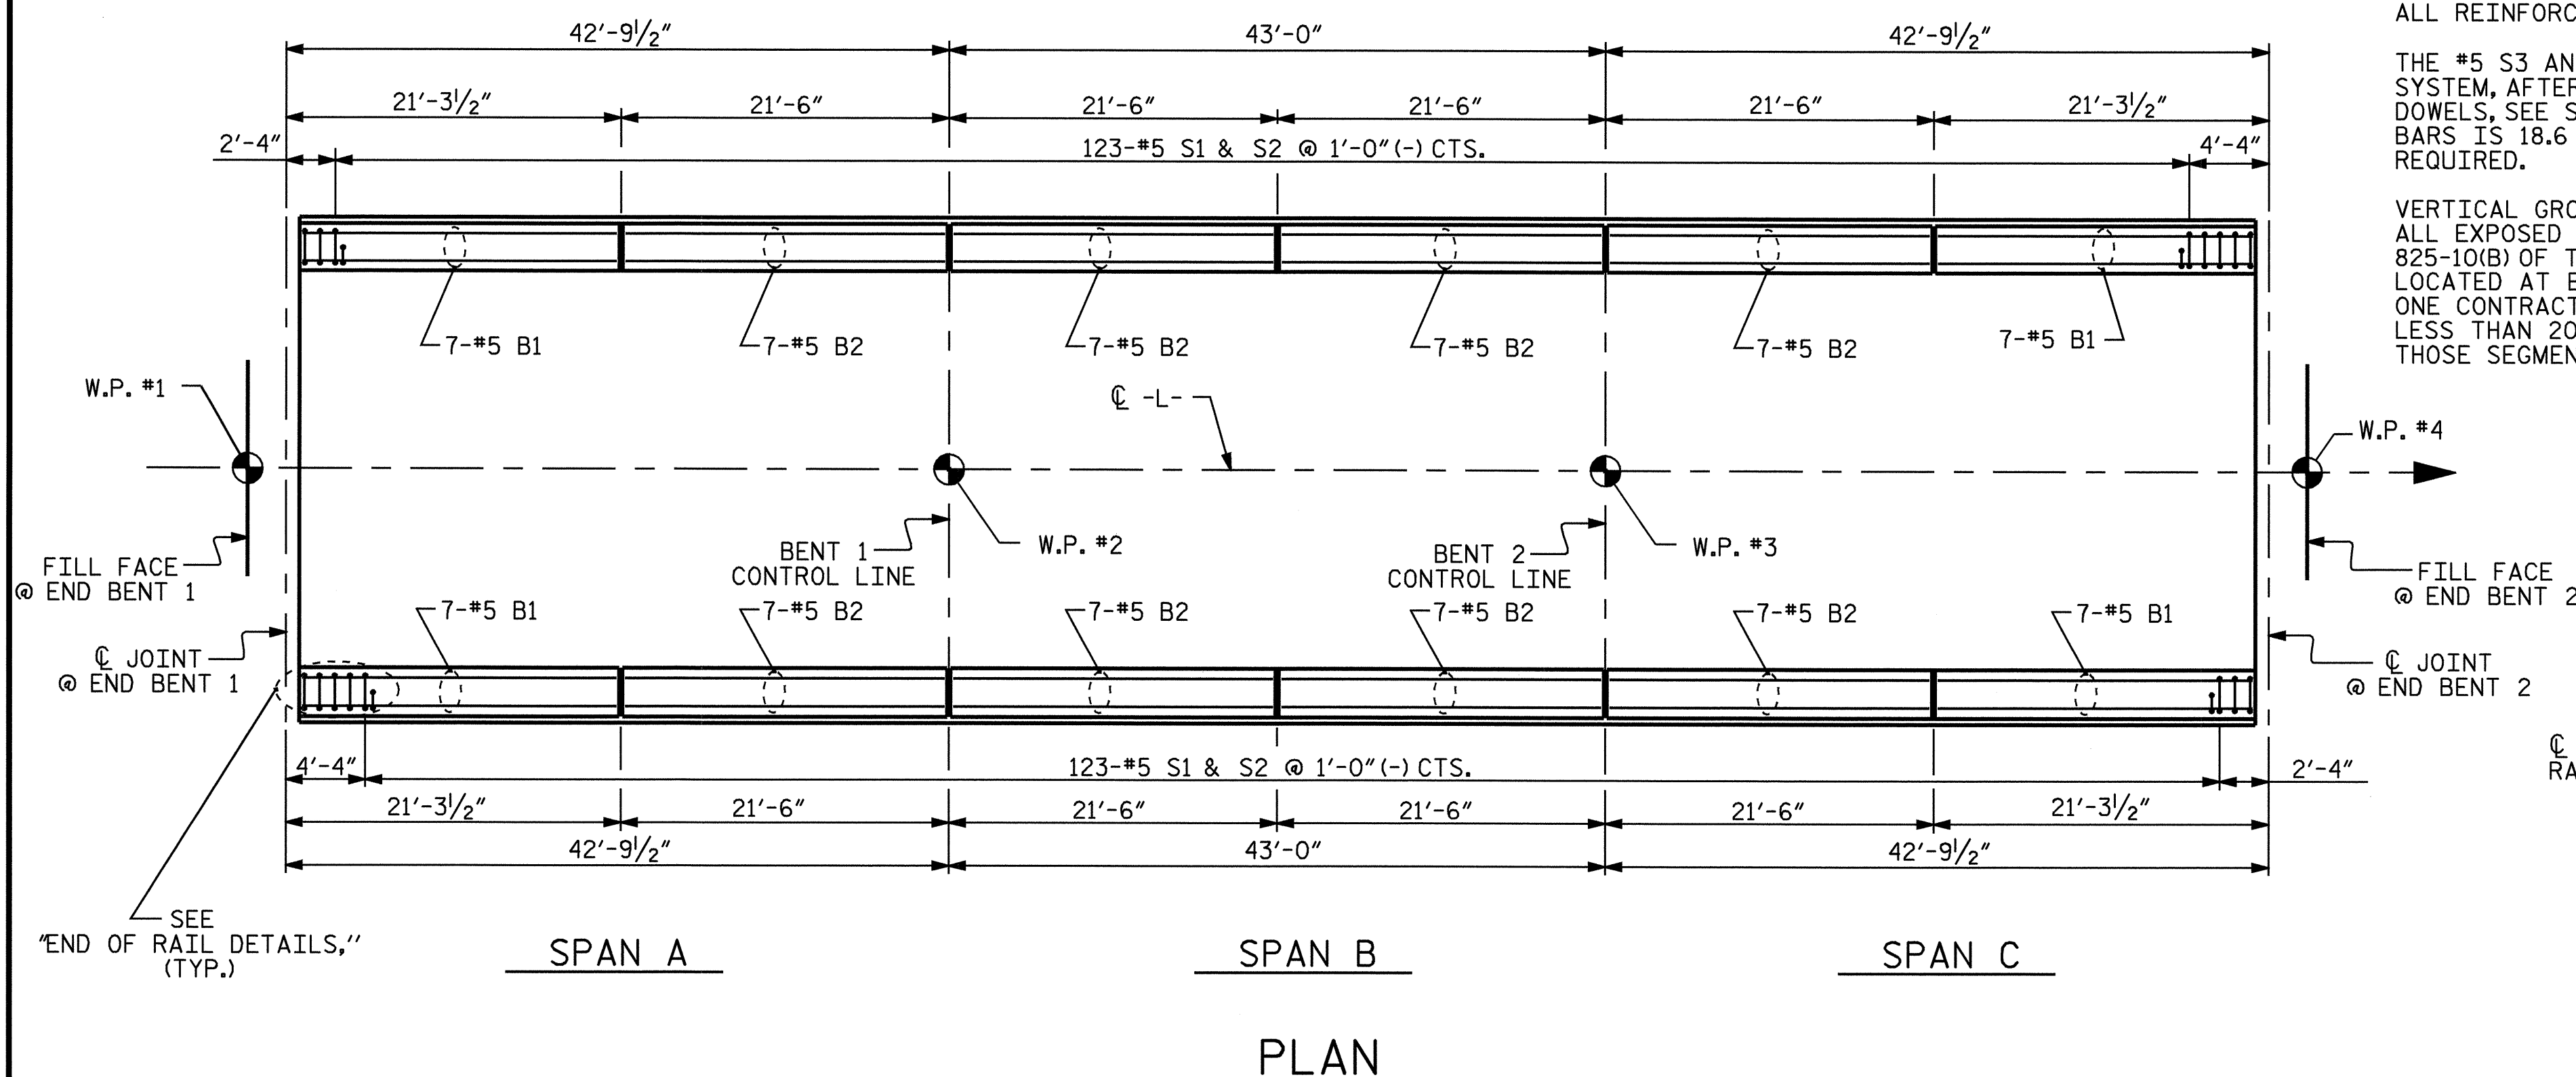 42'-9½"
43'-0"
42'-9½"
21'-3½"
21'-6"
21'-6"
21'-6"
21'-6"
21'-3½"
2'-4"
123-#5 S1 & S2 @ 1'-0"(-) CTS.
4'-4"
ALL REINFORC
THE #5 S3 AN
SYSTEM, AFTER
DOWELS, SEE S
BARS IS 18.6
REQUIRED.
VERTICAL GRO
ALL EXPOSED
825-10(B) OF T
LOCATED AT E
ONE CONTRACT
LESS THAN 20
THOSE SEGMEN
7-#5 B1
7-#5 B2
7-#5 B2
7-#5 B2
7-#5 B2
7-#5 B1
W.P. #1
℄ -L-
W.P. #4
W.P. #2
W.P. #3
BENT 1
CONTROL LINE
BENT 2
CONTROL LINE
FILL FACE
@ END BENT 1
FILL FACE
@ END BENT 2
7-#5 B1
7-#5 B2
7-#5 B2
7-#5 B2
7-#5 B2
7-#5 B1
℄ JOINT
@ END BENT 1
℄ JOINT
@ END BENT 2
℄
RA
4'-4"
123-#5 S1 & S2 @ 1'-0"(-) CTS.
2'-4"
21'-3½"
21'-6"
21'-6"
21'-6"
21'-6"
21'-3½"
42'-9½"
43'-0"
42'-9½"
SEE
"END OF RAIL DETAILS,"
(TYP.)
SPAN A
SPAN B
SPAN C
PLAN